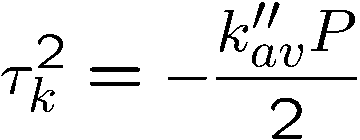 τ_k^2 = -\frac{k''_{av} P}{2}